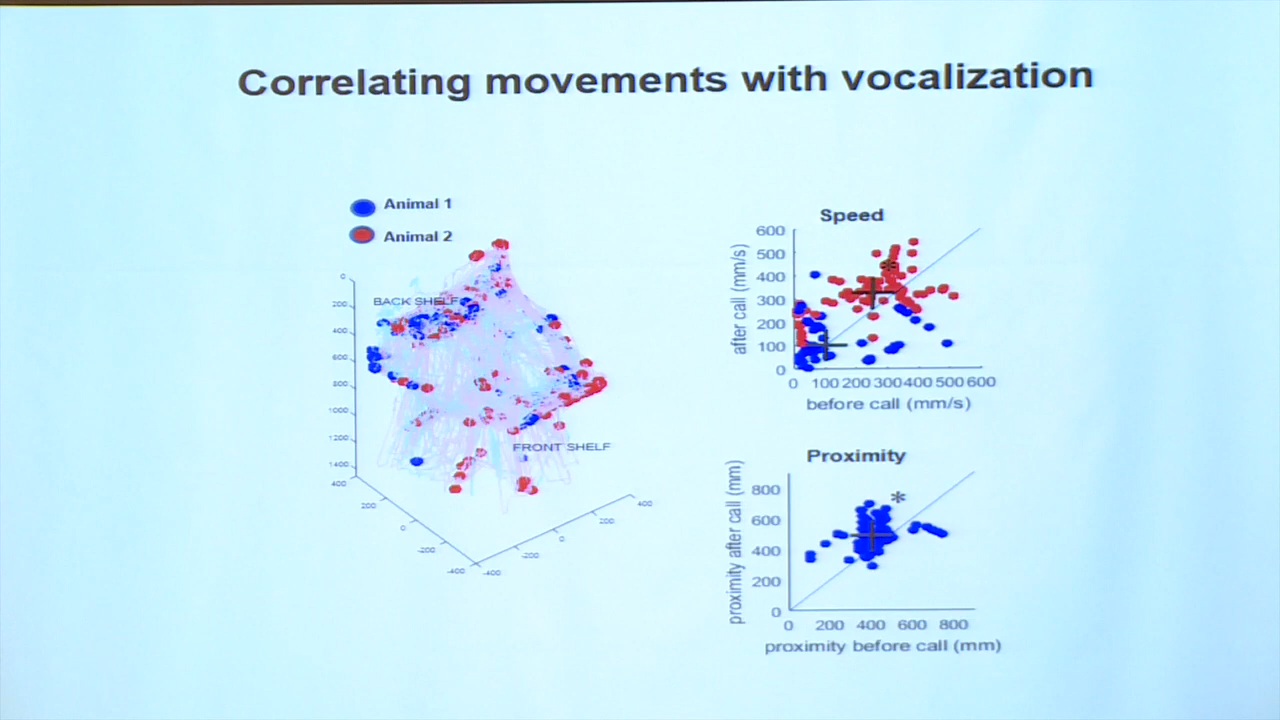 Correlating movements with vocalization
Animal 1
Animal 2
BACK SHELF
0
200
400
600
800
1000
1200
1400
FRONT SHELF
400
200
0
-200
-400
-400
-200
0
200
400
Speed
after call (mm/s)
600
500
400
300
200
100
0
0 100 200 300 400 500 600
before call (mm/s)
Proximity
proximity after call (mm)
800
600
400
200
0
0 200 400 600 800
proximity before call (mm)
*
*